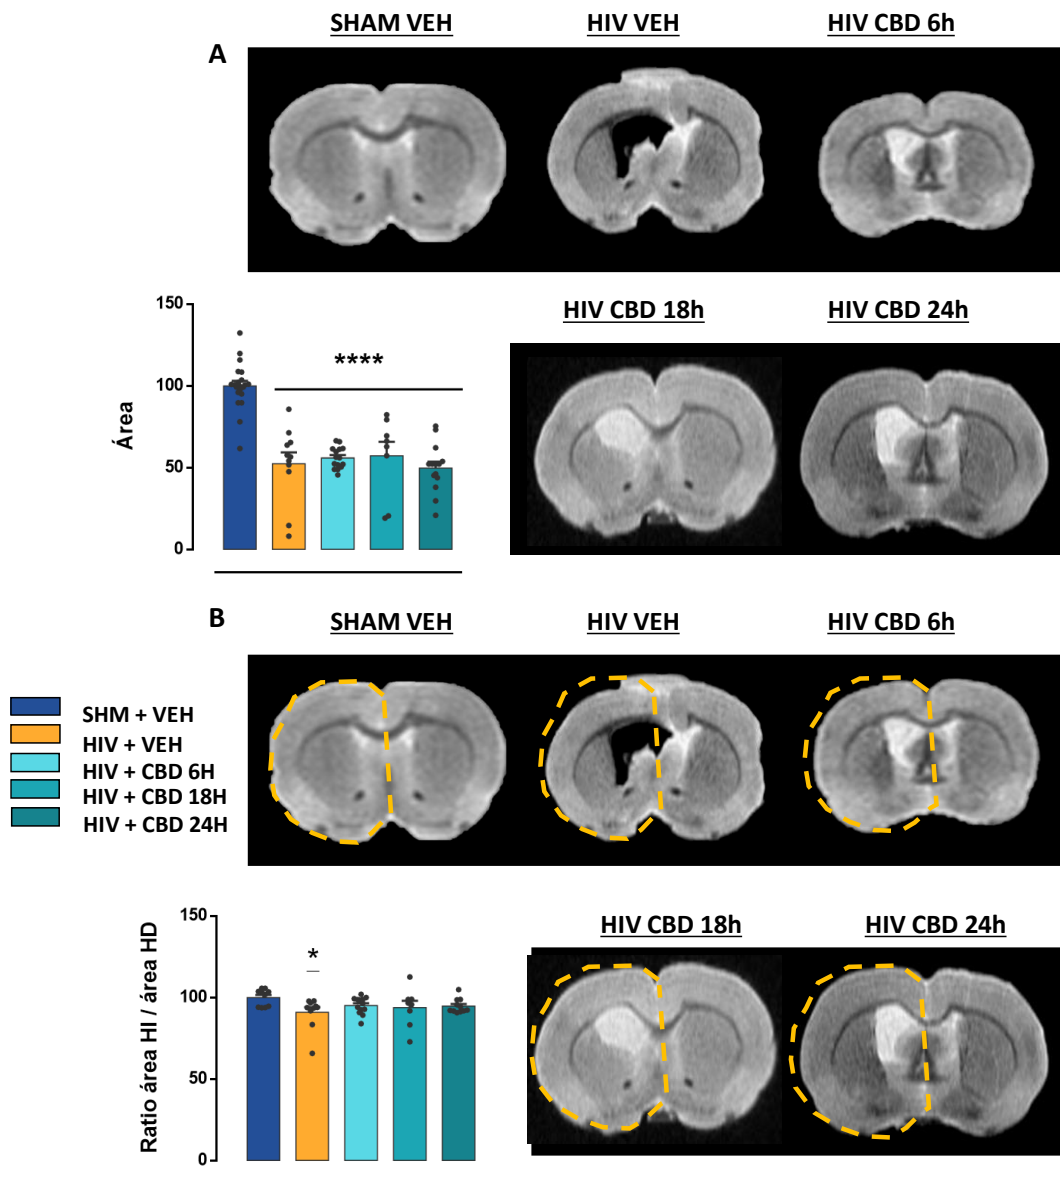 SHAM VEH
HIV VEH
HIV CBD 6h
A
150
100
50
0
Área
****
HIV CBD 18h
HIV CBD 24h
B
SHAM VEH
HIV VEH
HIV CBD 6h
SHM + VEH
HIV + VEH
HIV + CBD 6H
HIV + CBD 18H
HIV + CBD 24H
150
100
50
0
Ratio área HI / área HD
*
HIV CBD 18h
HIV CBD 24h